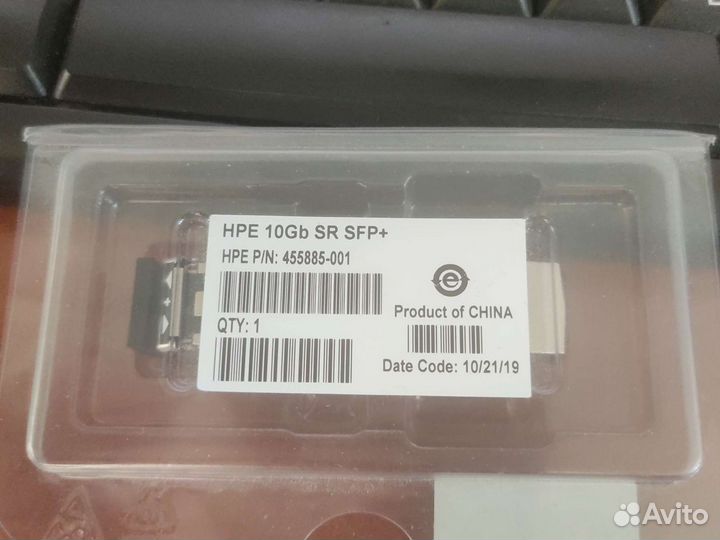 HPE 10Gb SR SFP+
HPE P/N: 455885-001
QTY: 1
Product of CHINA
Date Code: 10/21/19
Avito